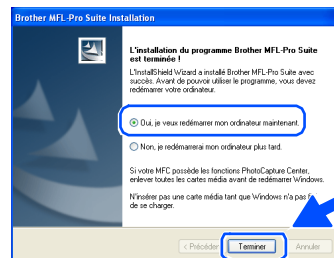 Brother MFL-Pro Suite Installation
L'installation du programme Brother MFL-Pro Suite
est terminée !
L'InstallShield Wizard a installé Brother MFL-Pro Suite avec
succès. Avant de pouvoir utiliser le programme, vous devez
redémarrer votre ordinateur.
Oui, je veux redémarrer mon ordinateur maintenant.
Non, je redémarrerai mon ordinateur plus tard.
Si votre MFC possède les fonctions PhotoCapture Center,
enlever toutes les cartes média avant de redémarrer Windows.
N'insérer pas une carte média tant que Windows n'a pas
de se charger.
< Précéder
Terminer
Annuler